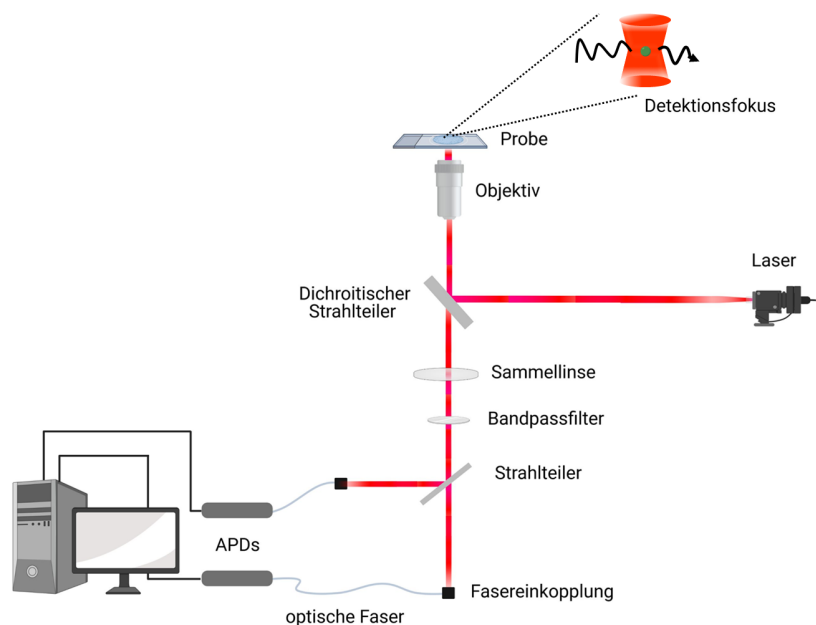 Detektionsfokus
Probe
Objektiv
Laser
Dichroitischer
Strahlteiler
Sammellinse
Bandpassfilter
Strahlteiler
APDs
Fasereinkopplung
optische Faser